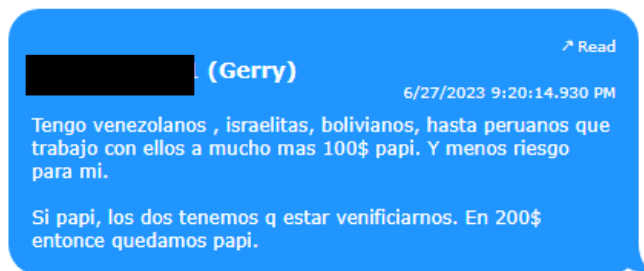 ↗ Read
(Gerry)
6/27/2023 9:20:14.930 PM
Tengo venezolanos , israelitas, bolivianos, hasta peruanos que
trabajo con ellos a mucho mas 100$ papi. Y menos riesgo
para mi.
Si papi, los dos tenemos q estar venificiarnos. En 200$
entonce quedamos papi.